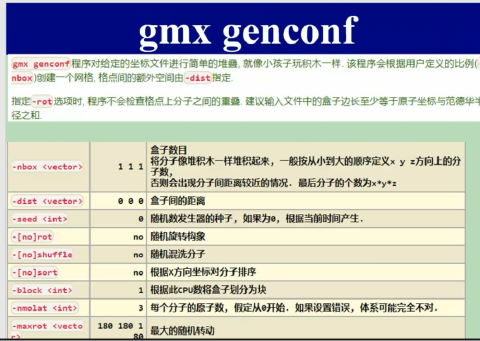 gmx genconf
gmx genconf程序对给定的坐标文件进行简单的堆叠, 就像小孩子玩积木一样. 该程序会根据用户定义的比例(
nbox)创建一个网格, 格点间的额外空间由-dist指定.
指定-rot选项时, 程序不会检查格点上分子之间的重叠. 建议输入文件中的盒子边长至少等于原子坐标与范德华半
径之和.
-nbox <vector> 1 1 1 盒子数目
将分子像堆积木一样堆积起来，一般按从小到大的顺序定义x y z方向上的分
子数，
否则会出现分子间距离较近的情况．最后分子的个数为x*y*z
-dist <vector> 0 0 0 盒子间的距离
-seed <int> 0 随机数发生器的种子，如果为0，根据当前时间产生．
-[no]rot no 随机旋转构象
-[no]shuffle no 随机混洗分子
-[no]sort no 根据X方向坐标对分子排序
-block <int> 1 根据此CPU数将盒子划分为块
-nmolat <int> 3 每个分子的原子数，假定从0开始．如果设置错误，体系可能完全不对．
-maxrot <vecto 180 180 1 最大的随机转动
r> 80